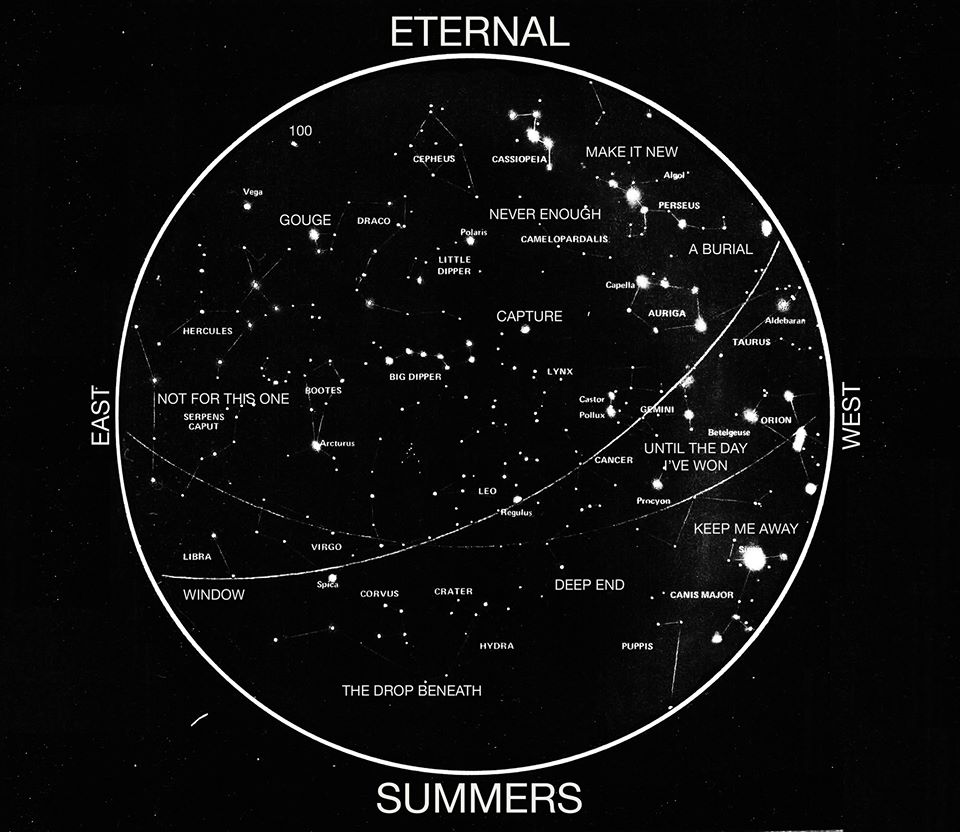 ETERNAL
100
CEPHEUS
CASSIOPEIA
MAKE IT NEW
Algol
Vega
PERSEUS
GOUGE
DRACO
NEVER ENOUGH
Polaris
CAMELOPARDALIS
A BURIAL
LITTLE
DIPPER
Capella
AURIGA
CAPTURE
Aldebaran
HERCULES
TAURUS
BIG DIPPER
LYNX
BOOTES
NOT FOR THIS ONE
Castor
Pollux
GEMINI
EAST
WEST
SERPENS
CAPUT
ORION
Betelgeuse
Arcturus
UNTIL THE DAY
I'VE WON
CANCER
LEO
Procyon
Regulus
KEEP ME AWAY
VIRGO
LIBRA
Spica
DEEP END
WINDOW
CORVUS
CRATER
CANIS MAJOR
HYDRA
PUPPIS
THE DROP BENEATH
SUMMERS